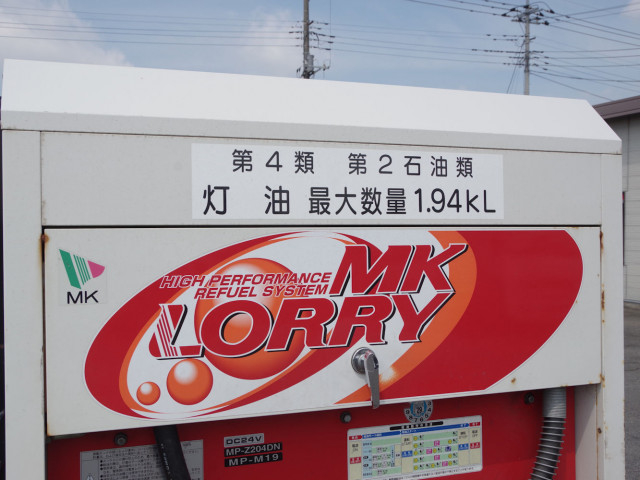 第4類 第2石油類
灯油 最大数量1.94kL
MK
HIGH PERFORMANCE
REFUEL SYSTEM
MK
LORRY
DC24V
MP-Z204DN
MP-M19